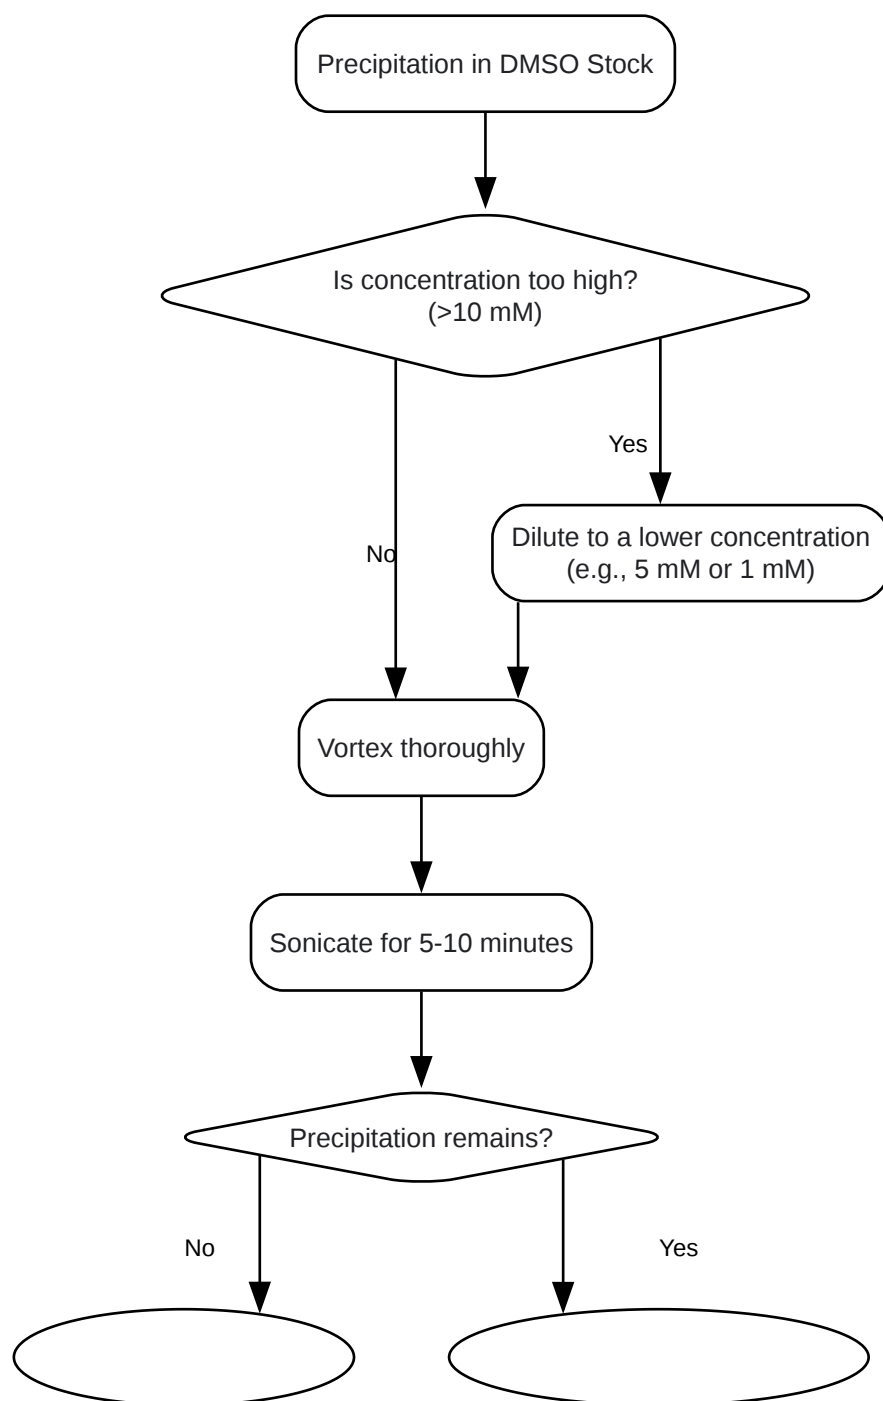 Precipitation in DMSO Stock
Is concentration too high?
(>10 mM)
Yes
Dilute to a lower concentration
(e.g., 5 mM or 1 mM)
No
Vortex thoroughly
Sonicate for 5-10 minutes
Precipitation remains?
No
Yes